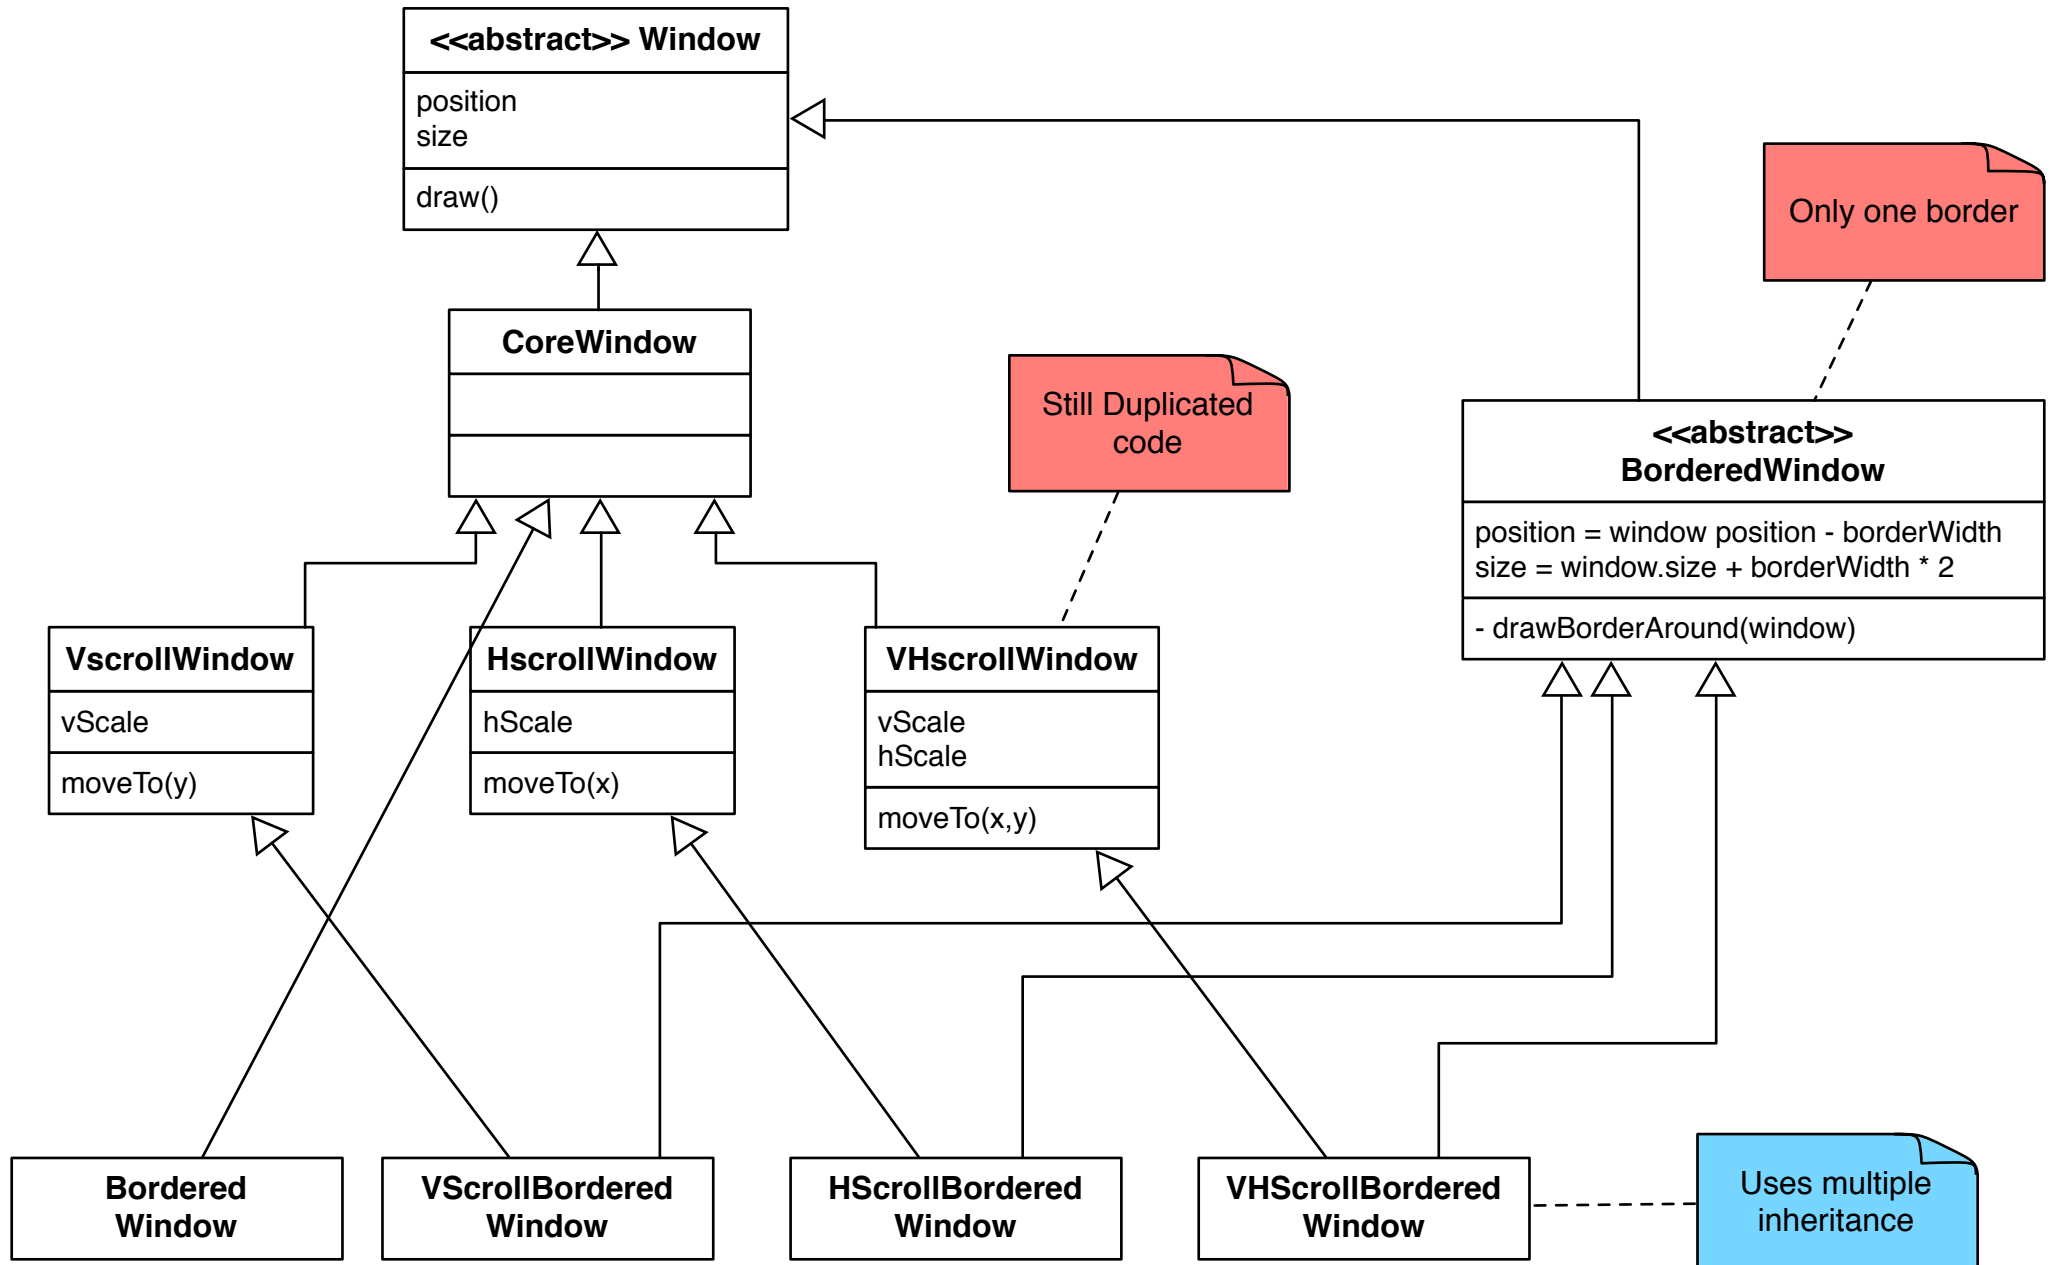 <<abstract>> Window
position
size
draw()
Only one border
CoreWindow
Still Duplicated
code
<<abstract>>
BorderedWindow
position = window position - borderWidth
size = window.size + borderWidth * 2
- drawBorderAround(window)
VscrollWindow
vScale
moveTo(y)
HscrollWindow
hScale
moveTo(x)
VHscrollWindow
vScale
hScale
moveTo(x,y)
Bordered
Window
VScrollBordered
Window
HScrollBordered
Window
VHScrollBordered
Window
Uses multiple
inheritance